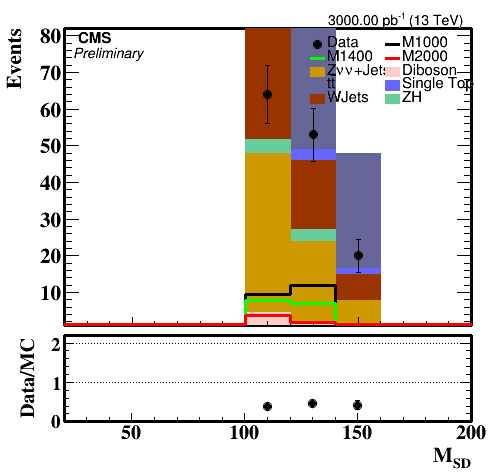 3000.00 pb-1 (13 TeV)
CMS
Preliminary
Events
80
70
60
50
40
30
20
10
Data
M1000
M1400
M2000
Zνν+Jets
Diboson
tt
Single Top
WJets
ZH
Data/MC
2
1
0
50
100
150
200
MSD